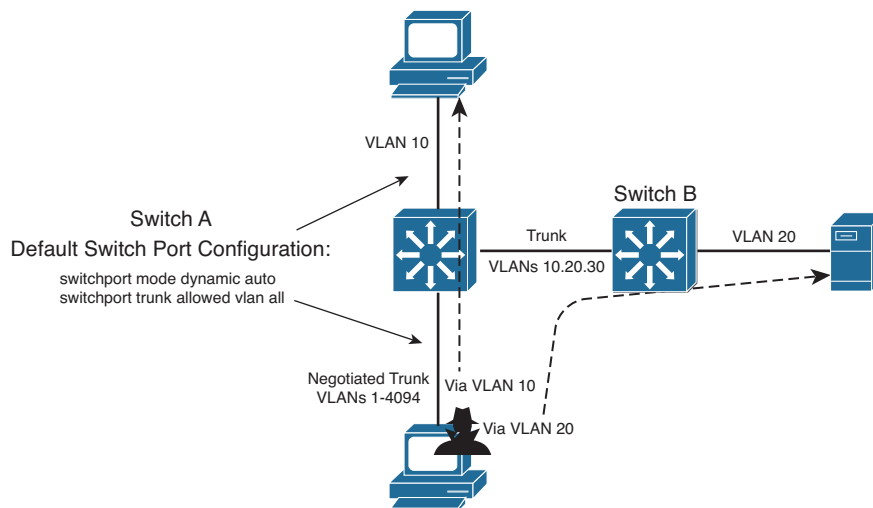 VLAN 10
Switch A
Default Switch Port Configuration:
switchport mode dynamic auto
switchport trunk allowed vlan all
Switch B
Trunk
VLANs 10.20.30
VLAN 20
Negotiated Trunk
VLANs 1-4094
Via VLAN 10
Via VLAN 20